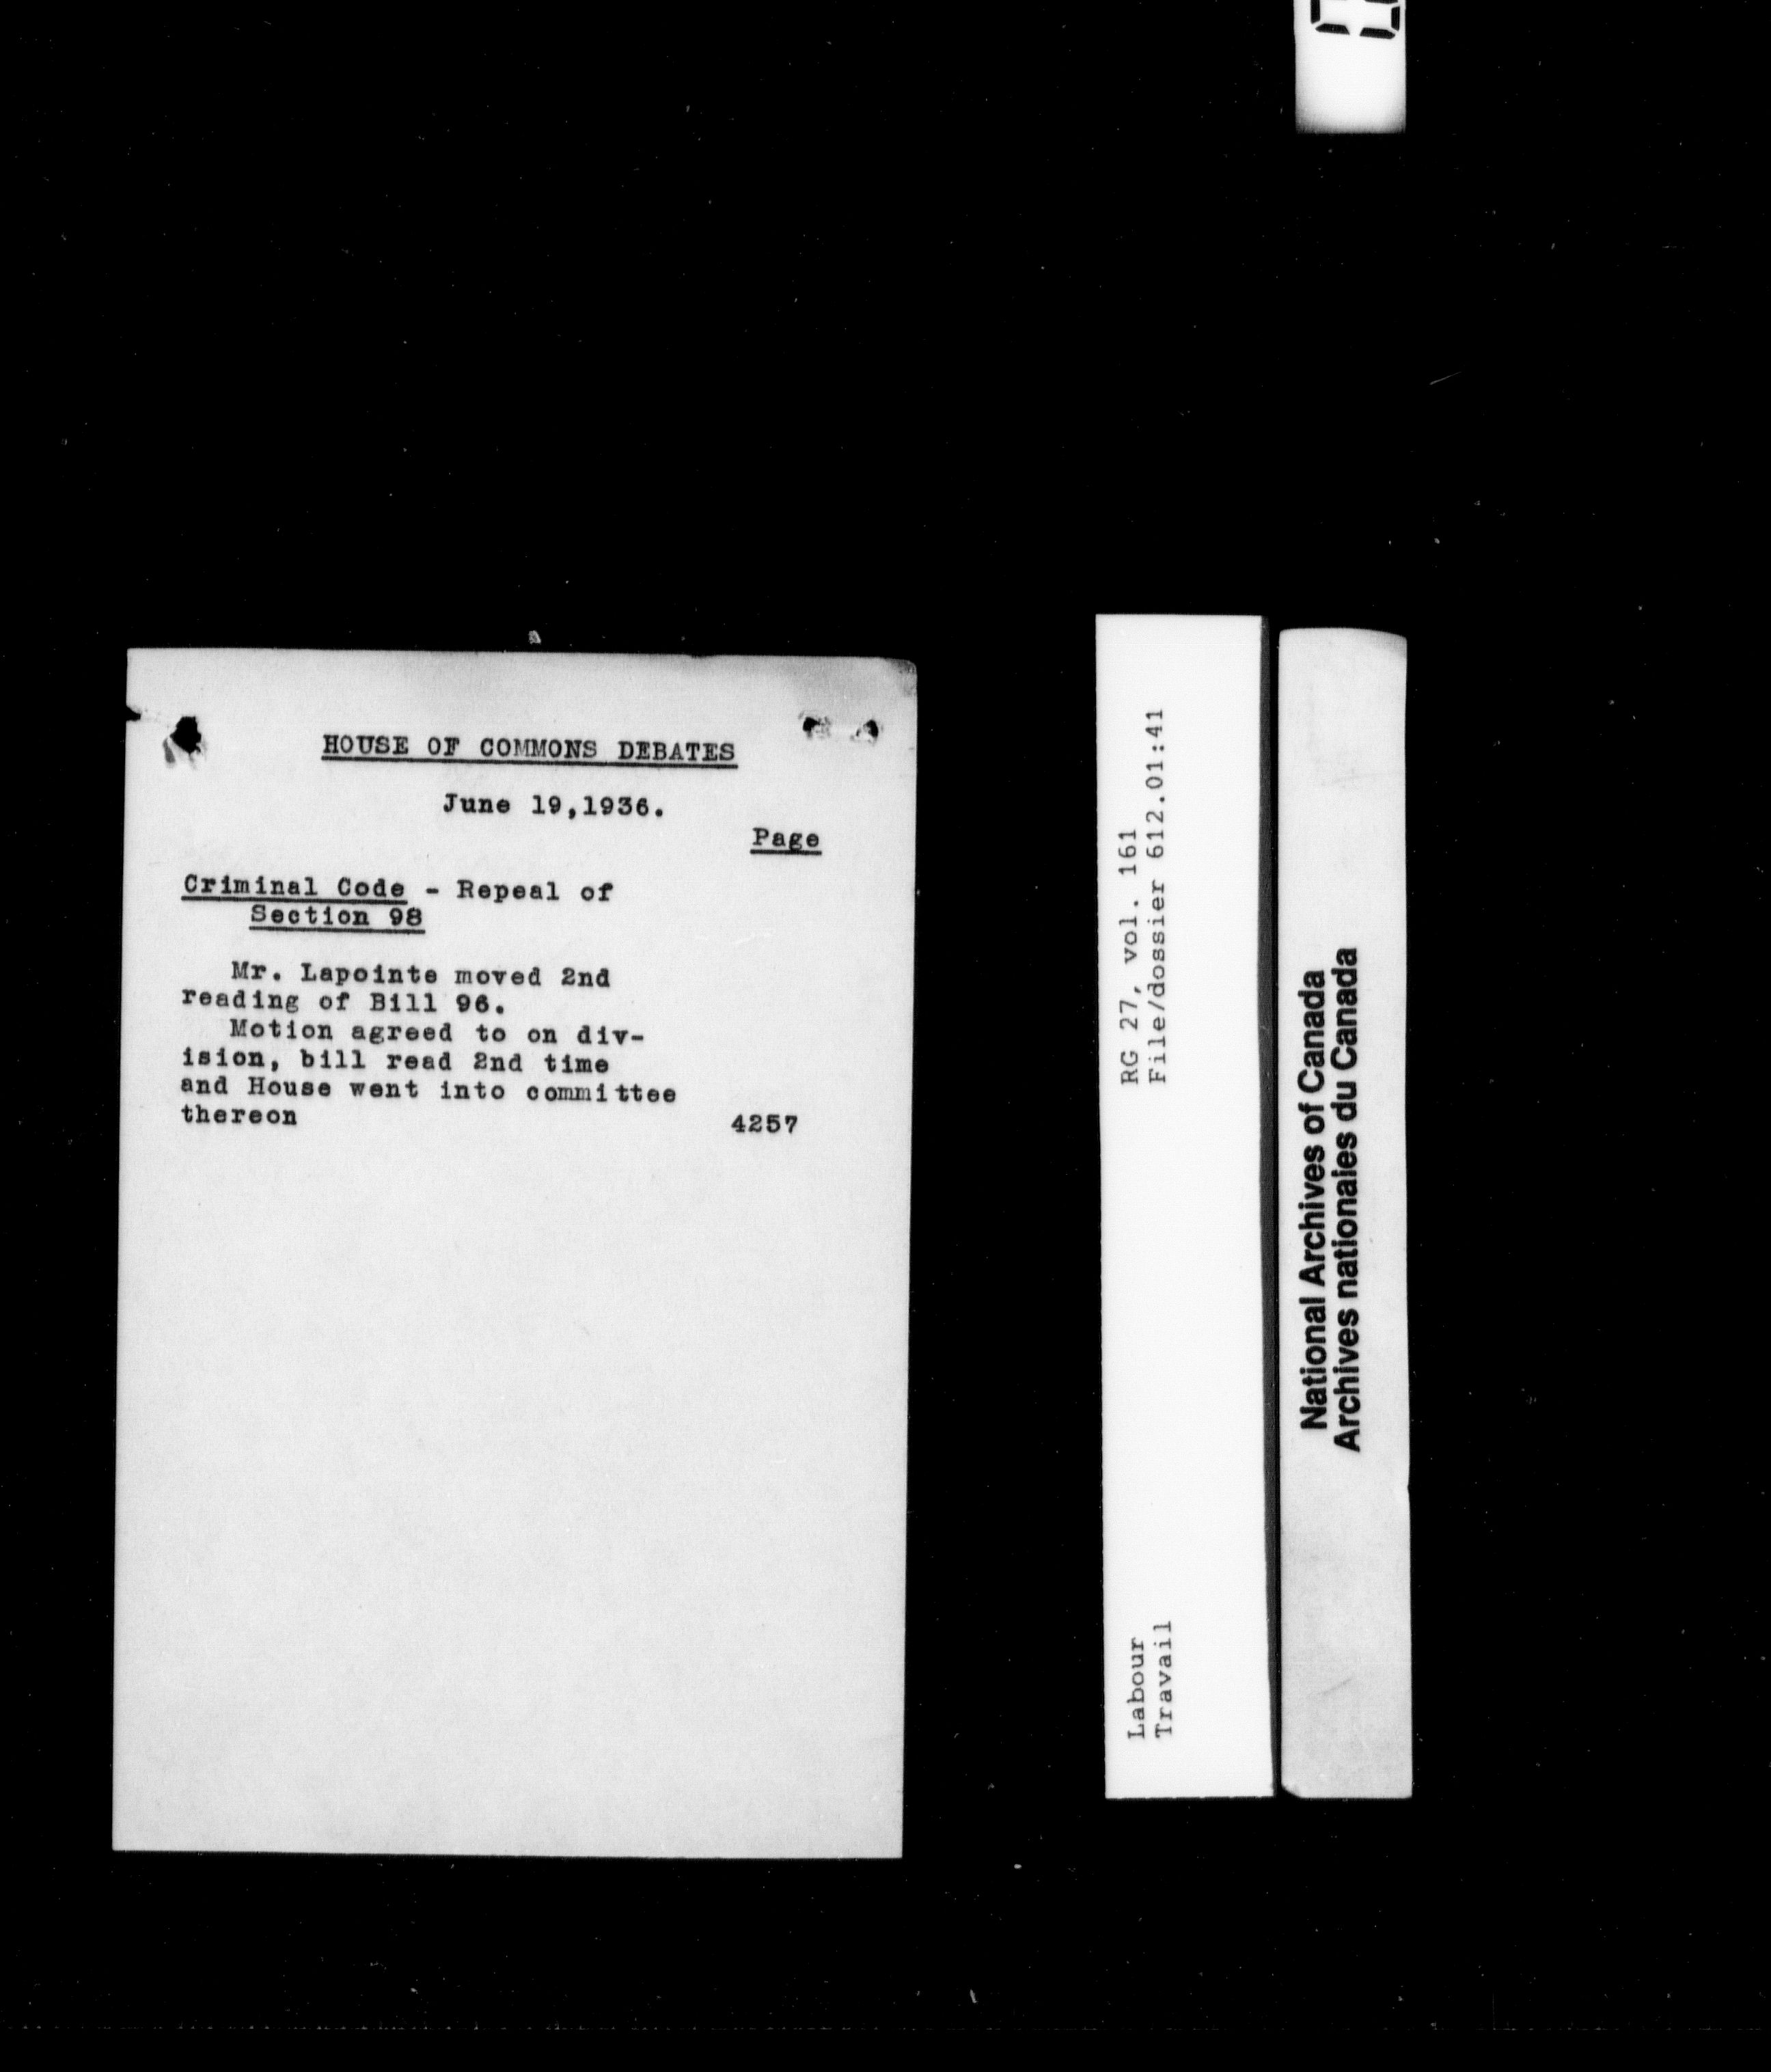 HOUSE OF COMMONS DEBATES
June 19,1936.
Page
Criminal Code - Repeal of
Section 98
Mr. Lapointe moved 2nd
reading of Bill 96.
Motion agreed to on div-
ision, bill read 2nd time
and House went into committee
thereon 4257
RG 27, vol. 161
File/dossier 612.01:41
Labour
Travail
National Archives of Canada
Archives nationales du Canada